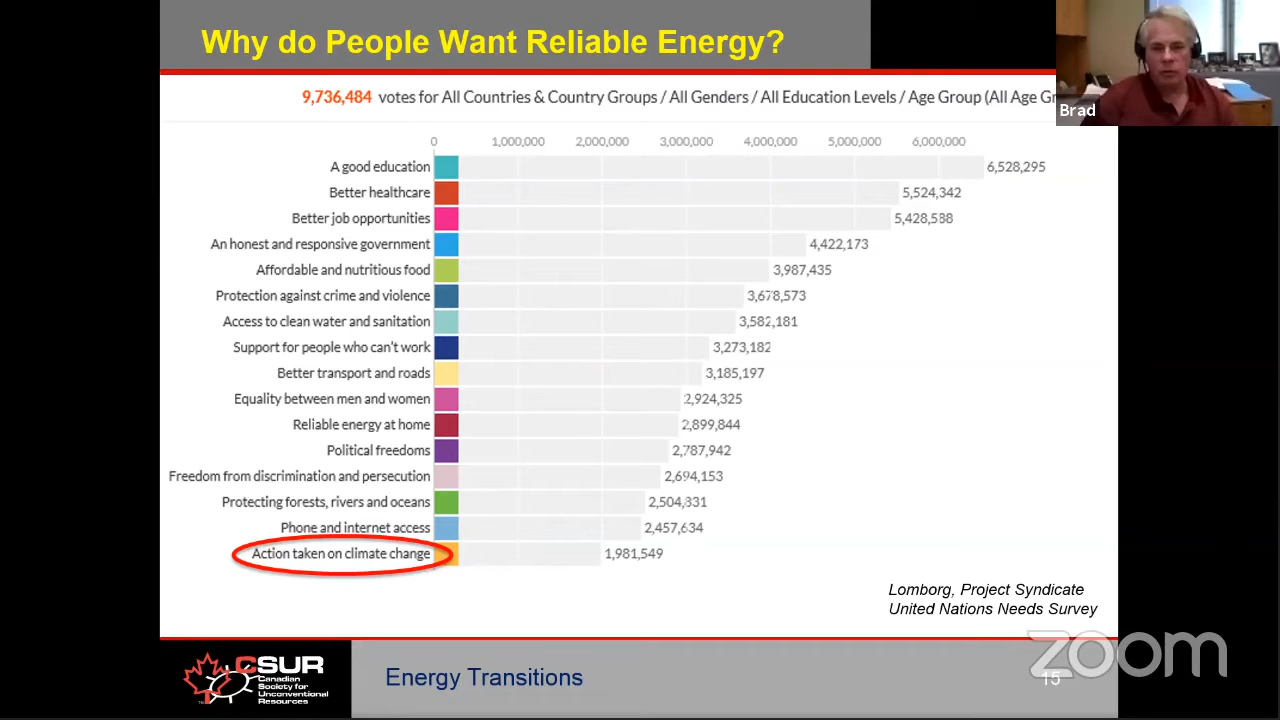 Why do People Want Reliable Energy?
Brad
9,736,484 votes for All Countries & Country Groups / All Genders / All Education Levels / Age Group (All Age Gr
0 1,000,000 2,000,000 3,000,000 4,000,000 5,000,000 6,000,000
A good education 6,528,295
Better healthcare 5,524,342
Better job opportunities 5,428,588
An honest and responsive government 4,422,173
Affordable and nutritious food 3,987,435
Protection against crime and violence 3,678,573
Access to clean water and sanitation 3,582,181
Support for people who can't work 3,273,182
Better transport and roads 3,185,197
Equality between men and women 2,924,325
Reliable energy at home 2,899,844
Political freedoms 2,787,942
Freedom from discrimination and persecution 2,694,153
Protecting forests, rivers and oceans 2,504,831
Phone and internet access 2,457,634
Action taken on climate change 1,981,549
Lomborg, Project Syndicate
United Nations Needs Survey
CSUR
Canadian
Society for
Unconventional
Resources
TM
Energy Transitions
15
zoom